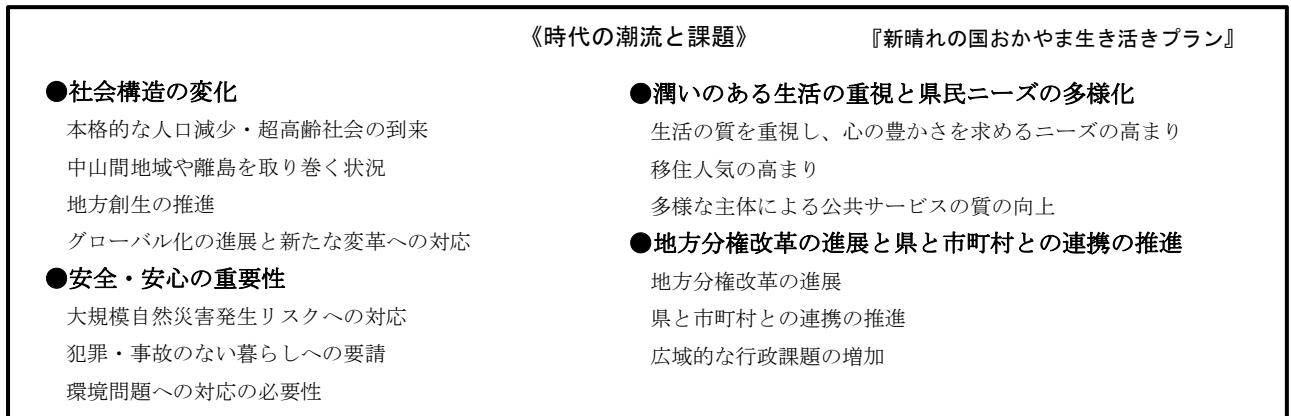 《時代の潮流と課題》 『新晴れの国おかやま生き活きプラン』
●社会構造の変化
本格的な人口減少・超高齢社会の到来
中山間地域や離島を取り巻く状況
地方創生の推進
グローバル化の進展と新たな変革への対応
●安全・安心の重要性
大規模自然災害発生リスクへの対応
犯罪・事故のない暮らしへの要請
環境問題への対応の必要性
●潤いのある生活の重視と県民ニーズの多様化
生活の質を重視し、心の豊かさを求めるニーズの高まり
移住人気の高まり
多様な主体による公共サービスの質の向上
●地方分権改革の進展と県と市町村との連携の推進
地方分権改革の進展
県と市町村との連携の推進
広域的な行政課題の増加